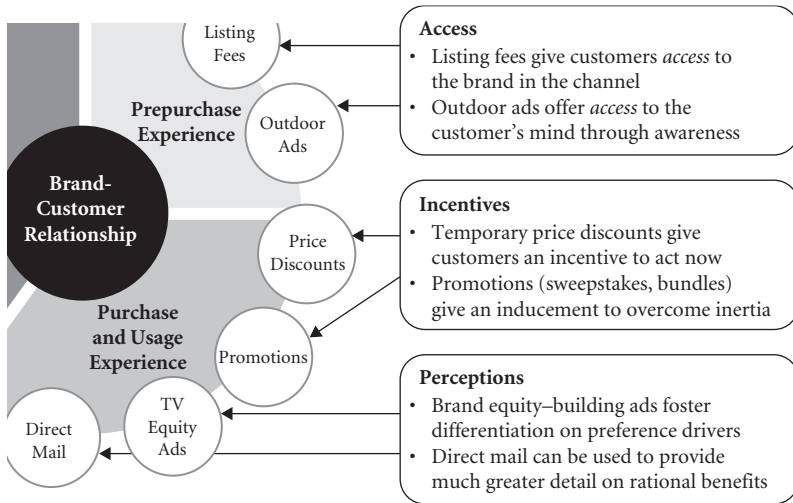 Listing
Fees
Prepurchase
Experience
Outdoor
Ads
Brand-
Customer
Relationship
Price
Discounts
Purchase
and Usage
Experience
Promotions
TV
Equity
Ads
Direct
Mail
Access
• Listing fees give customers access to
the brand in the channel
• Outdoor ads offer access to the
customer’s mind through awareness
Incentives
• Temporary price discounts give
customers an incentive to act now
• Promotions (sweepstakes, bundles)
give an inducement to overcome inertia
Perceptions
• Brand equity–building ads foster
differentiation on preference drivers
• Direct mail can be used to provide
much greater detail on rational benefits